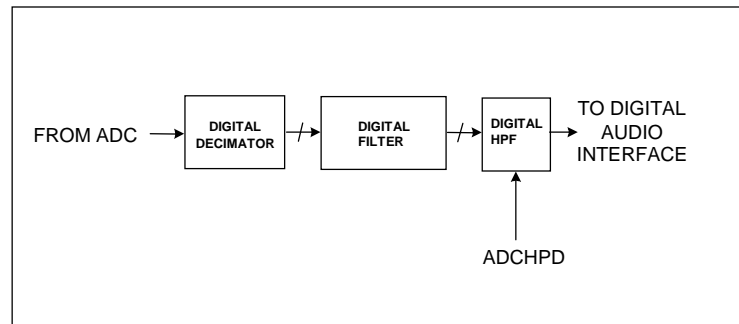 FROM ADC
DIGITAL
DECIMATOR
DIGITAL
FILTER
DIGITAL
HPF
TO DIGITAL
AUDIO
INTERFACE
ADCHPD